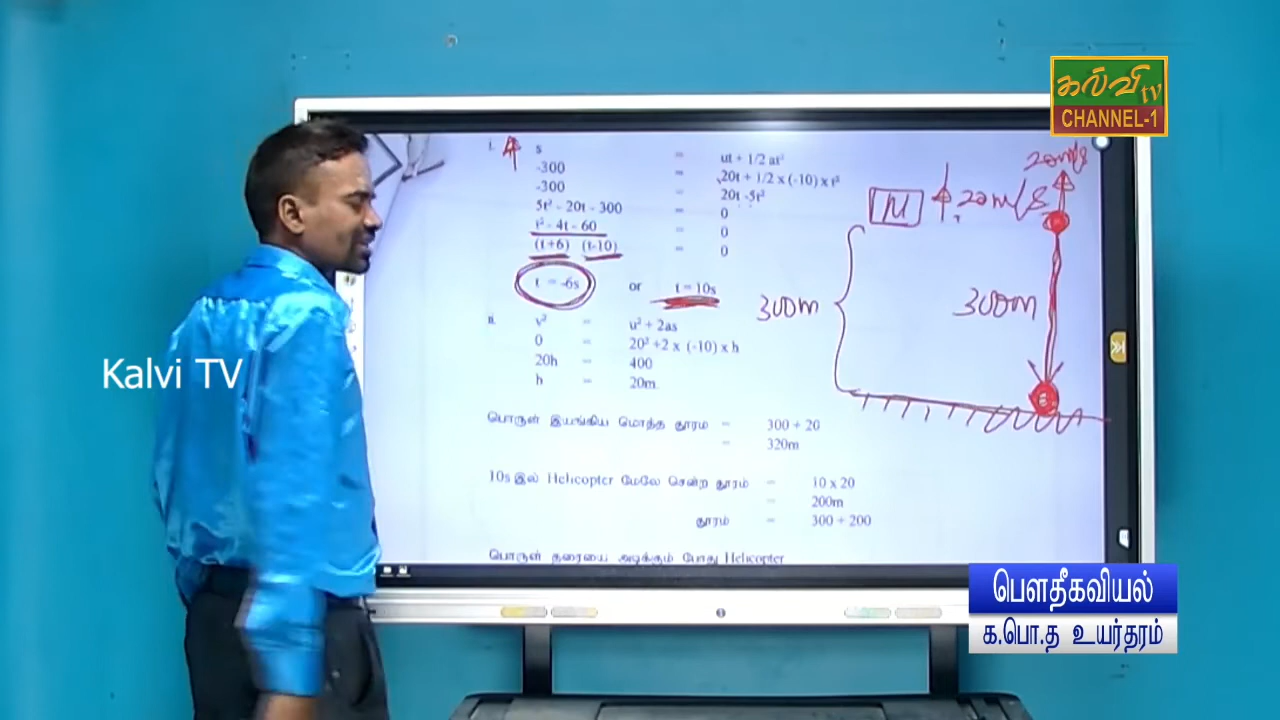 கல்வி tv
CHANNEL-1
Kalvi TV
i. s = ut + 1/2 at²
-300 = 20t + 1/2 x (-10) x t²
-300 = 20t -5t²
5t² - 20t - 300 = 0
t² - 4t - 60 = 0
(t+6) (t-10) = 0
t = -6s or t = 10s
ii. v² = u² + 2as
0 = 20² +2 x (-10) x h
20h = 400
h = 20m
பொருள் இயங்கிய மொத்த தூரம் = 300 + 20
= 320m
10s இல் Helicopter மேலே சென்ற தூரம் = 10 x 20
= 200m
தூரம் = 300 + 200
பொருள் தரையை அடிக்கும் போது Helicopter
20m/s
M 20m/s
300m 300m
பௌதீகவியல்
க.பொ.த உயர்தரம்